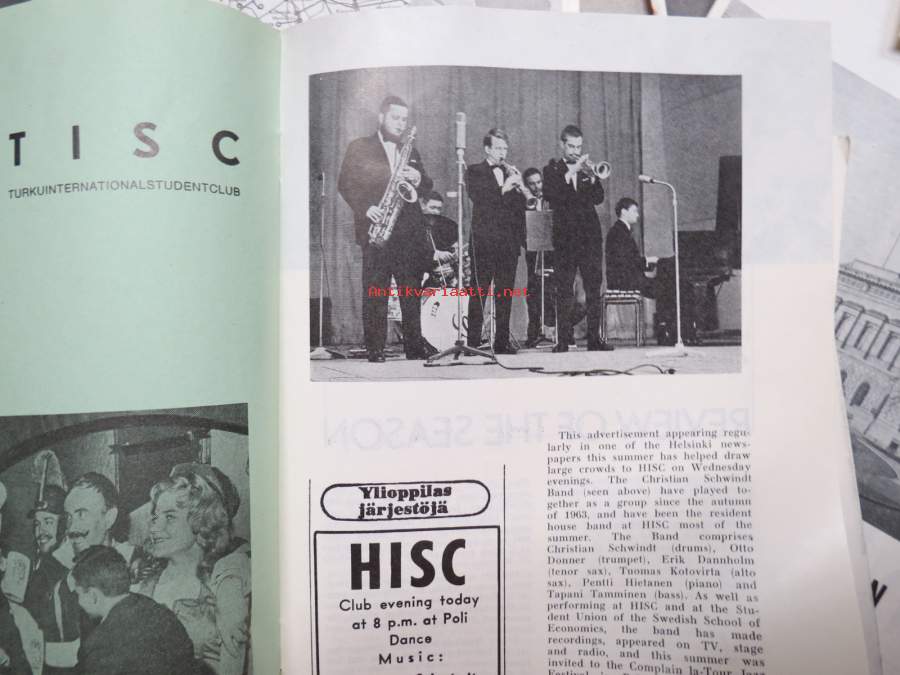 TISC
TURKUINTERNATIONALSTUDENTCLUB
Antikvariaatti.net
REVIEW OF THE SEASON
Ylioppilas
järjestöjä
HISC
Club evening today
at 8 p.m. at Poli
Dance
Music:
This advertisement appearing regu-
larly in one of the Helsinki news-
papers this summer has helped draw
large crowds to HISC on Wednesday
evenings. The Christian Schwindt
Band (seen above) have played to-
gether as a group since the autumn
of 1963, and have been the resident
house band at HISC most of the
summer. The Band comprises
Christian Schwindt (drums), Otto
Donner (trumpet), Erik Dannholm
(tenor sax), Tuomas Kotovirta (alto
sax), Pentti Hietanen (piano) and
Tapani Tamminen (bass). As well as
performing at HISC and at the Stu-
dent Union of the Swedish School of
Economics, the band has made
recordings, appeared on TV, stage
and radio, and this summer was
invited to the Complain la-Tour Jazz